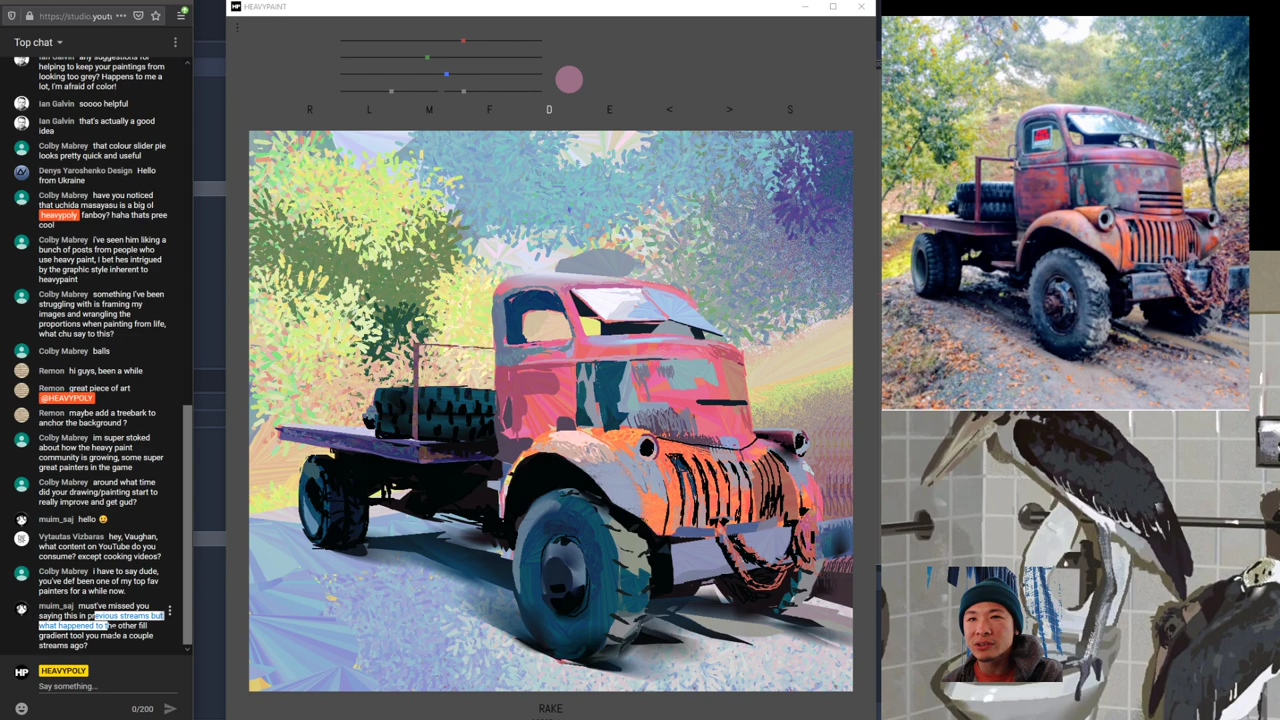 https://studio.yout
Top chat
Ian Galvin any suggestions for
helping to keep your paintings from
looking too grey? Happens to me a
lot, I'm afraid of color!
Ian Galvin soooo helpful
Ian Galvin that's actually a good
idea
Colby Mabrey that colour slider pie
looks pretty quick and useful
Denys Yaroshenko Design Hello
from Ukraine
Colby Mabrey have you noticed
that uchida masayasu is a big ol
heavypoly fanboy? haha thats pree
cool
Colby Mabrey i've seen him liking a
bunch of posts from people who
use heavy paint, I bet hes intrigued
by the graphic style inherent to
heavypaint
Colby Mabrey something i've been
struggling with is framing my
images and wrangling the
proportions when painting from life,
what chu say to this?
Colby Mabrey balls
Remon hi guys, been a while
Remon great piece of art
@HEAVYPOLY
Remon maybe add a treebark to
anchor the background ?
Colby Mabrey im super stoked
about how the heavy paint
community is growing, some super
great painters in the game
Colby Mabrey around what time
did your drawing/painting start to
really improve and get gud?
muim_saj hello
Vytautas Vizbaras hey, Vaughan,
what content on YouTube do you
consume? except cooking videos?
Colby Mabrey i have to say dude,
you've def been one of my top fav
painters for a while now.
muim_saj must've missed you
saying this in previous streams but
what happened to the other fill
gradient tool you made a couple
streams ago?
HP HEAVYPOLY
Say something...
0/200
HP HEAVYPAINT
R L M F D E < > S
RAKE